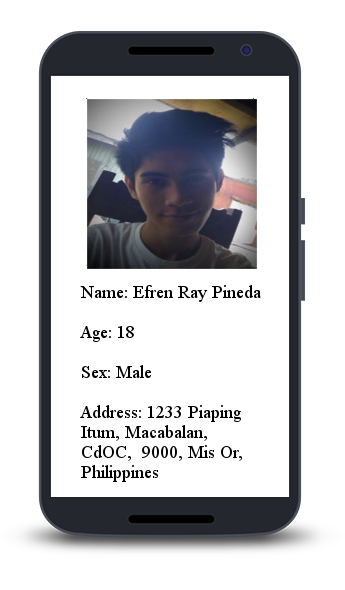 Name: Efren Ray Pineda
Age: 18
Sex: Male
Address: 1233 Piaping
Itum, Macabalan,
CdOC,  9000, Mis Or,
Philippines